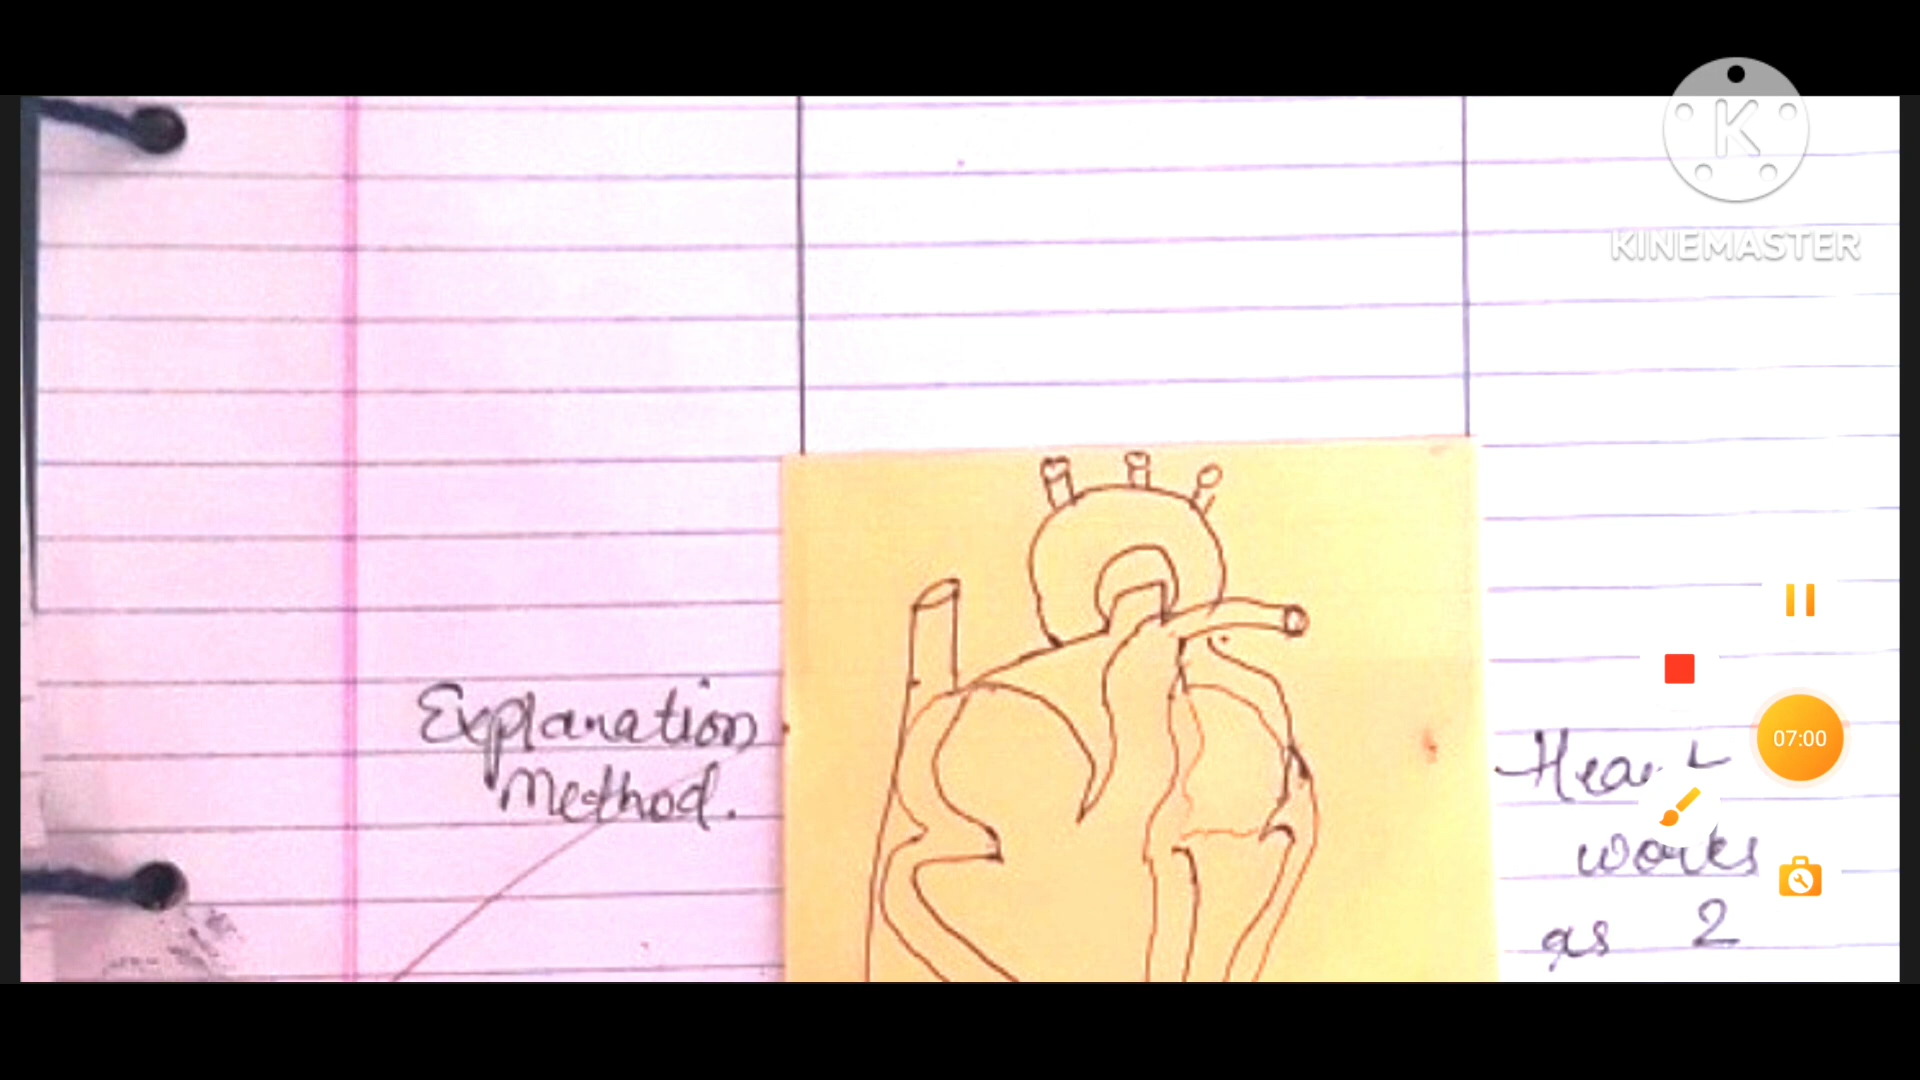 K
KINEMASTER
Explanation
Method.
Heart
works
as 2
07:00